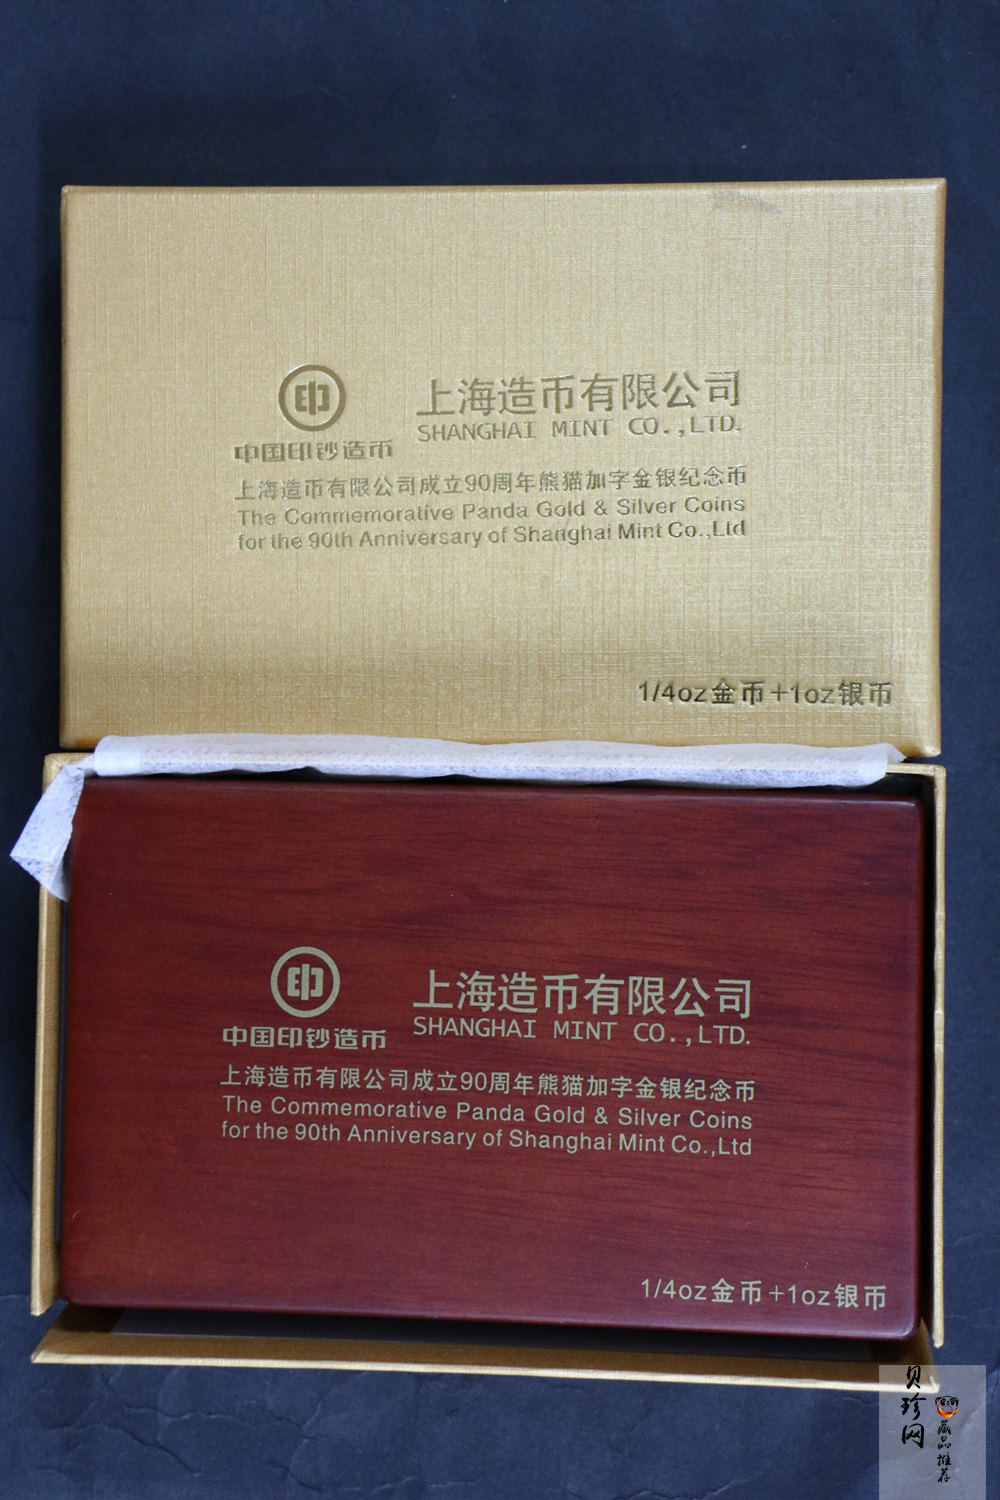 上海造币有限公司
SHANGHAI MINT CO.,LTD.
中国印钞造币
上海造币有限公司成立90周年熊猫加字金银纪念币
The Commemorative Panda Gold & Silver Coins
for the 90th Anniversary of Shanghai Mint Co.,Ltd
1/4oz金币+1oz银币
上海造币有限公司
SHANGHAI MINT CO.,LTD.
中国印钞造币
上海造币有限公司成立90周年熊猫加字金银纪念币
The Commemorative Panda Gold & Silver Coins
for the 90th Anniversary of Shanghai Mint Co.,Ltd
1/4oz金币+1oz银币
贝珍网
藏品推荐